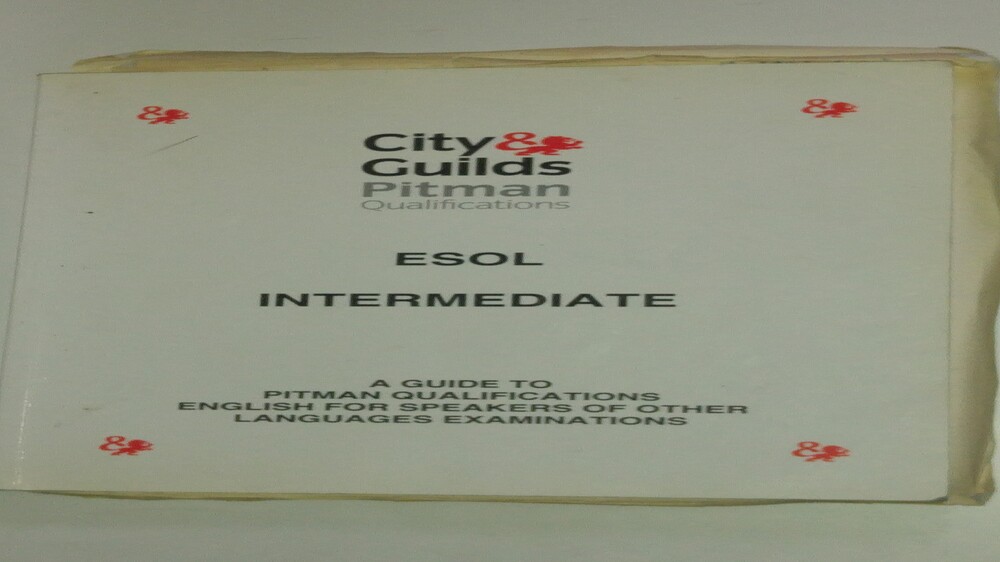 City&
Guilds
Pitman
Qualifications
ESOL
INTERMEDIATE
A GUIDE TO
PITMAN QUALIFICATIONS
ENGLISH FOR SPEAKERS OF OTHER
LANGUAGES EXAMINATIONS